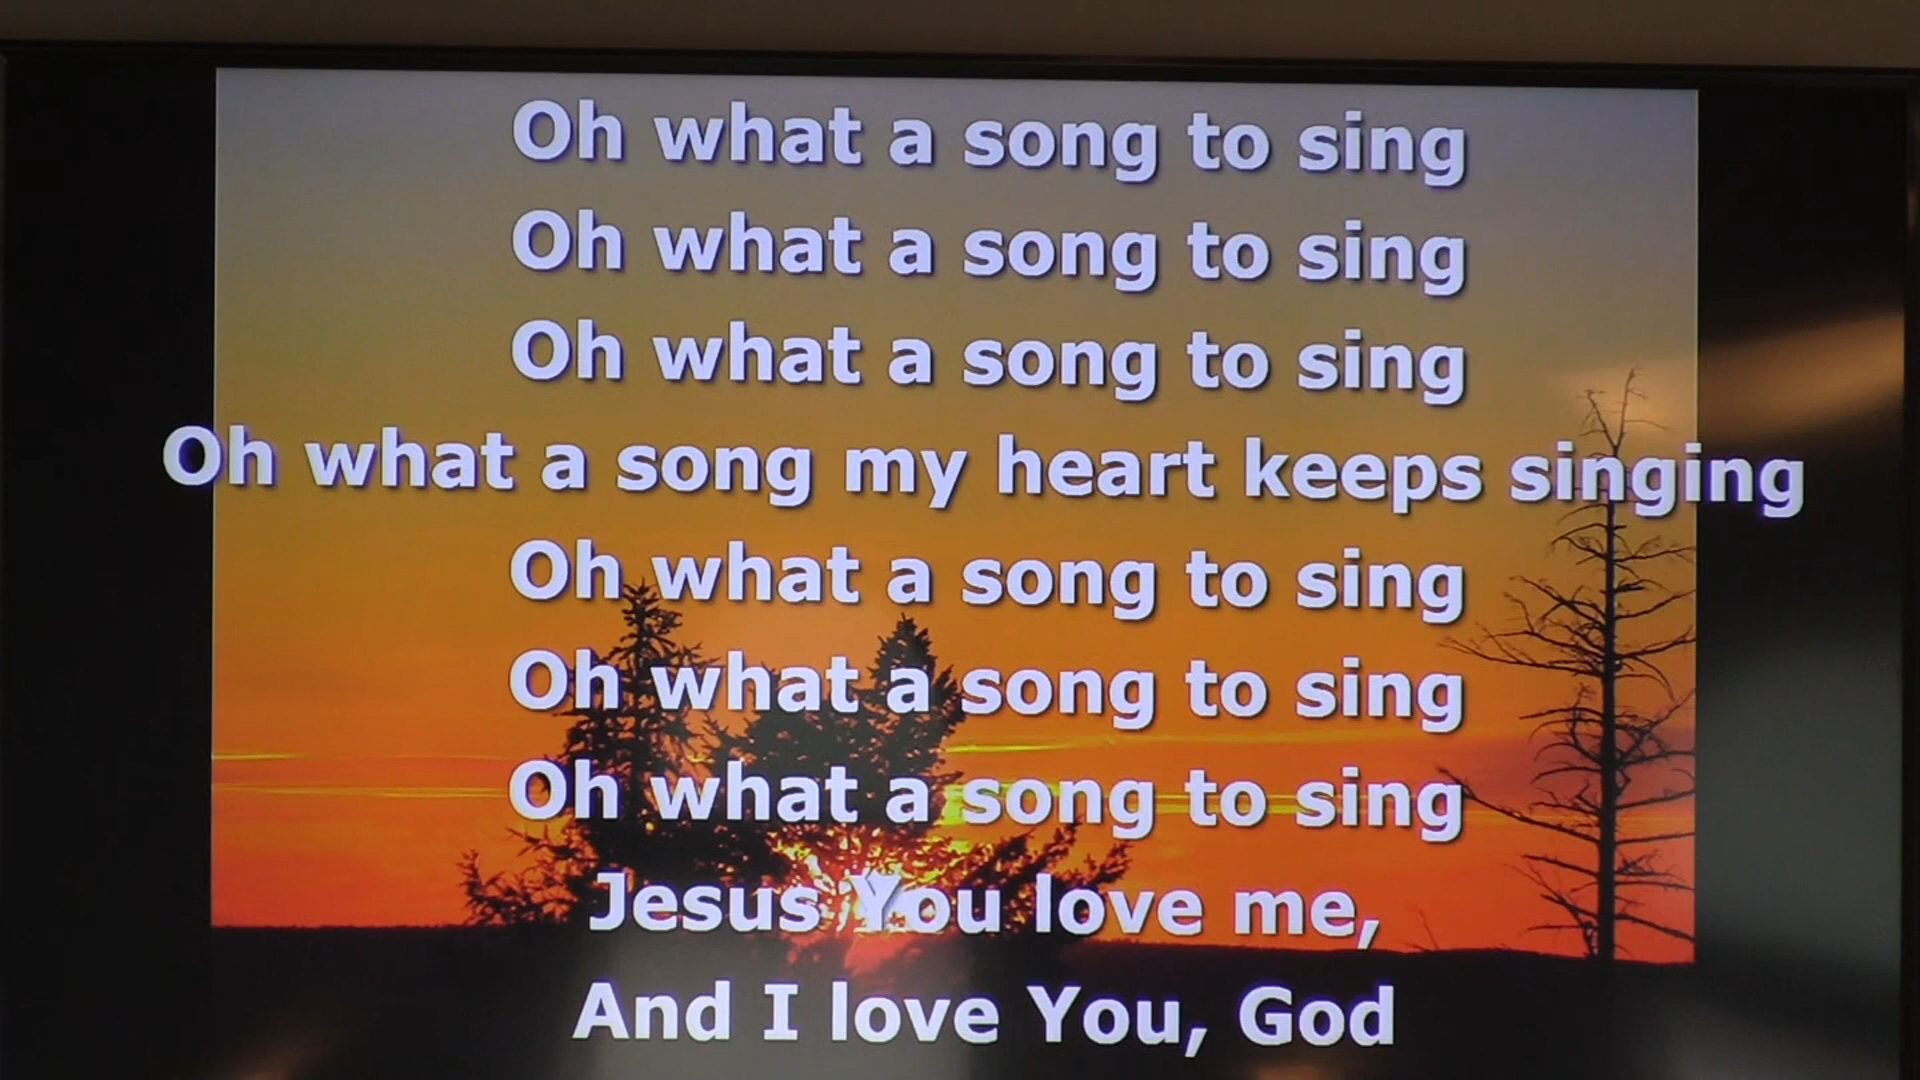 Oh what a song to sing
Oh what a song to sing
Oh what a song to sing
Oh what a song my heart keeps singing
Oh what a song to sing
Oh what a song to sing
Oh what a song to sing
Jesus You love me,
And I love You, God